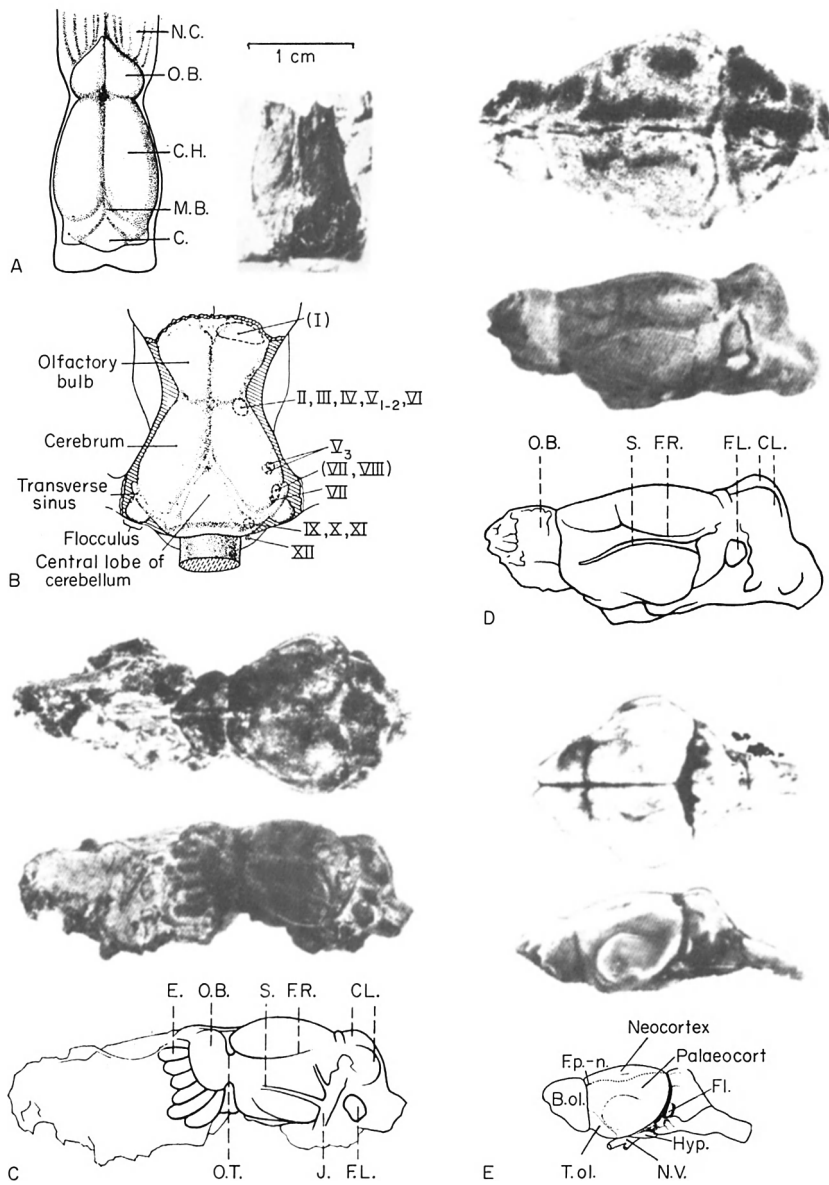 N.C.
O.B.
1 cm
C.H.
M.B.
C.
A
(I)
Olfactory
bulb
II, III, IV, V1-2, VI
Cerebrum
V3
(VII, VIII)
Transverse
sinus
VII
Flocculus
IX, X, XI
Central lobe of
cerebellum
XII
B
O.B. S. F.R. F.L. CL.
D
E. O.B. S. F.R. CL.
O.T. J. F.L.
C
Neocortex
F.p.-n.
Palaeocort
B.ol.
Fl.
Hyp.
T.ol.
N.V.
E